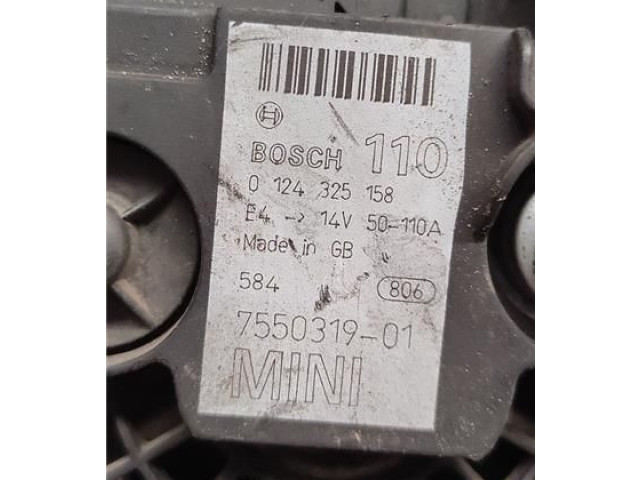 BOSCH 110
0 124 325 158
E4 -> 14V 50-110A
Made in GB
584 806
7550319-01
MINI